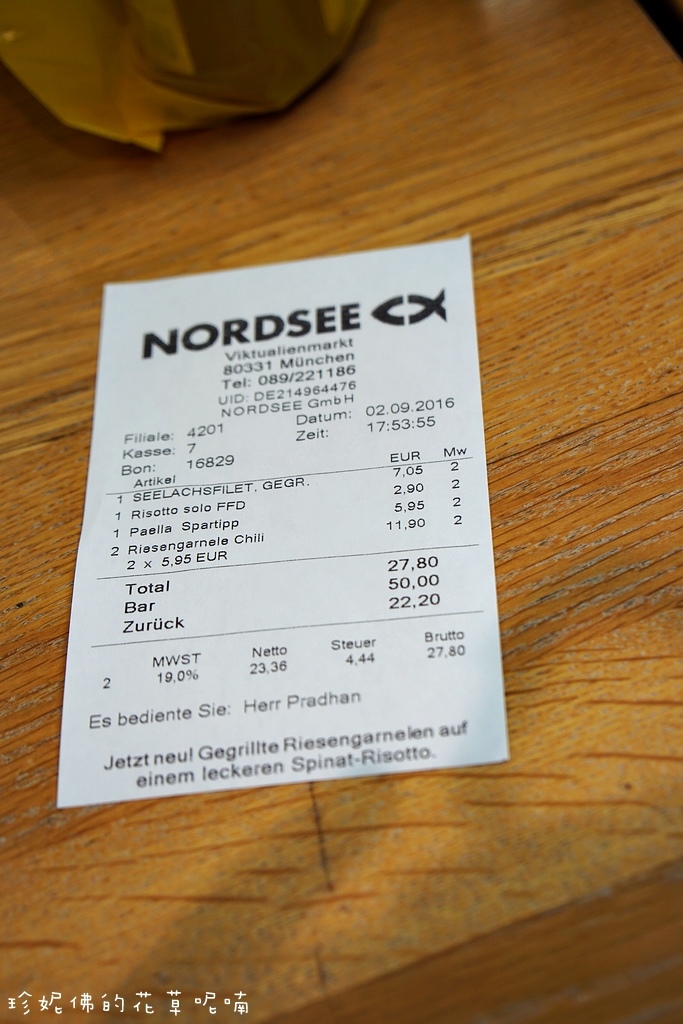 NORDSEE
Viktualienmarkt
80331 München
Tel: 089/221186
UID: DE214964476
NORDSEE GmbH
Filiale: 4201 Datum: 02.09.2016
Kasse: 7 Zeit: 17:53:55
Bon: 16829
Artikel EUR Mw
1 SEELACHSFILET, GEGR. 7,05 2
1 Risotto solo FFD 2,90 2
1 Paella Spartipp 5,95 2
2 Riesengarnele Chili 11,90 2
2 x 5,95 EUR
Total 27,80
Bar 50,00
Zurück 22,20
MWST Netto Steuer Brutto
2 19,0% 23,36 4,44 27,80
Es bediente Sie: Herr Pradhan
Jetzt neu! Gegrillte Riesengarnelen auf
einem leckeren Spinat-Risotto.
珍妮佛的花草呢喃